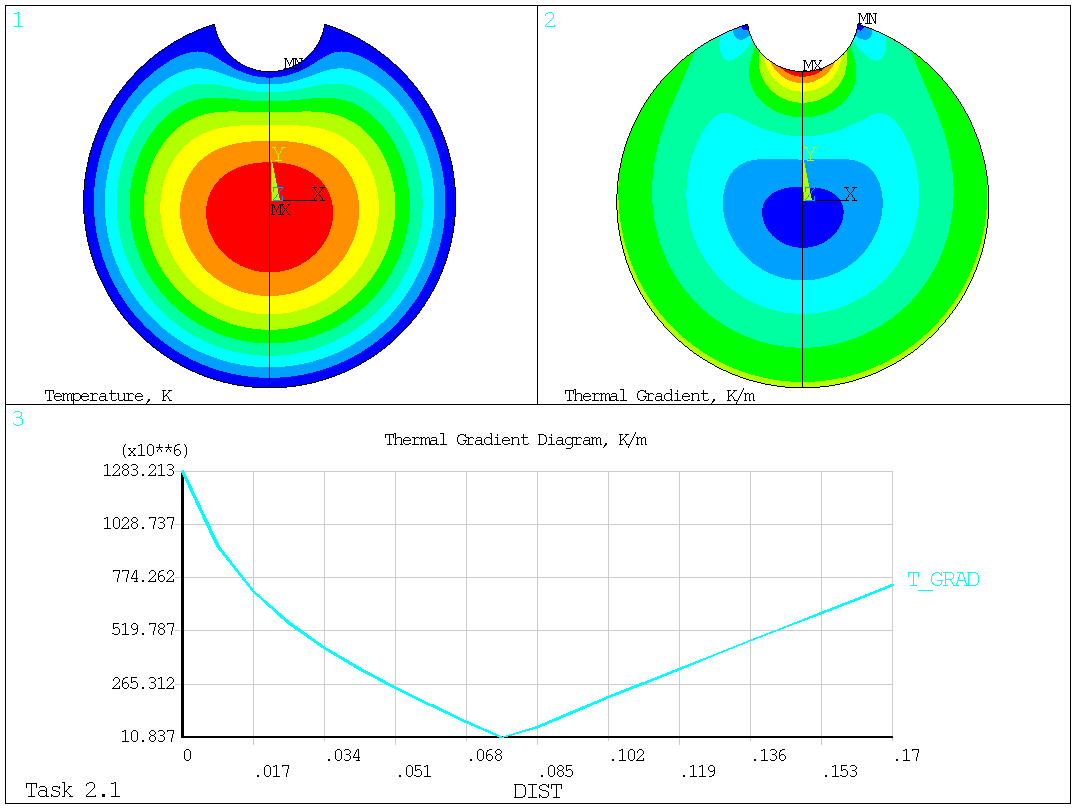 1
MN
Y
Z X
MX
Temperature, K
2
MN
MX
Y
Z X
Thermal Gradient, K/m
3
Thermal Gradient Diagram, K/m
(x10**6)
1283.213
1028.737
774.262
519.787
265.312
10.837
T_GRAD
0 .034 .068 .102 .136 .17
.017 .051 .085 .119 .153
DIST
Task 2.1